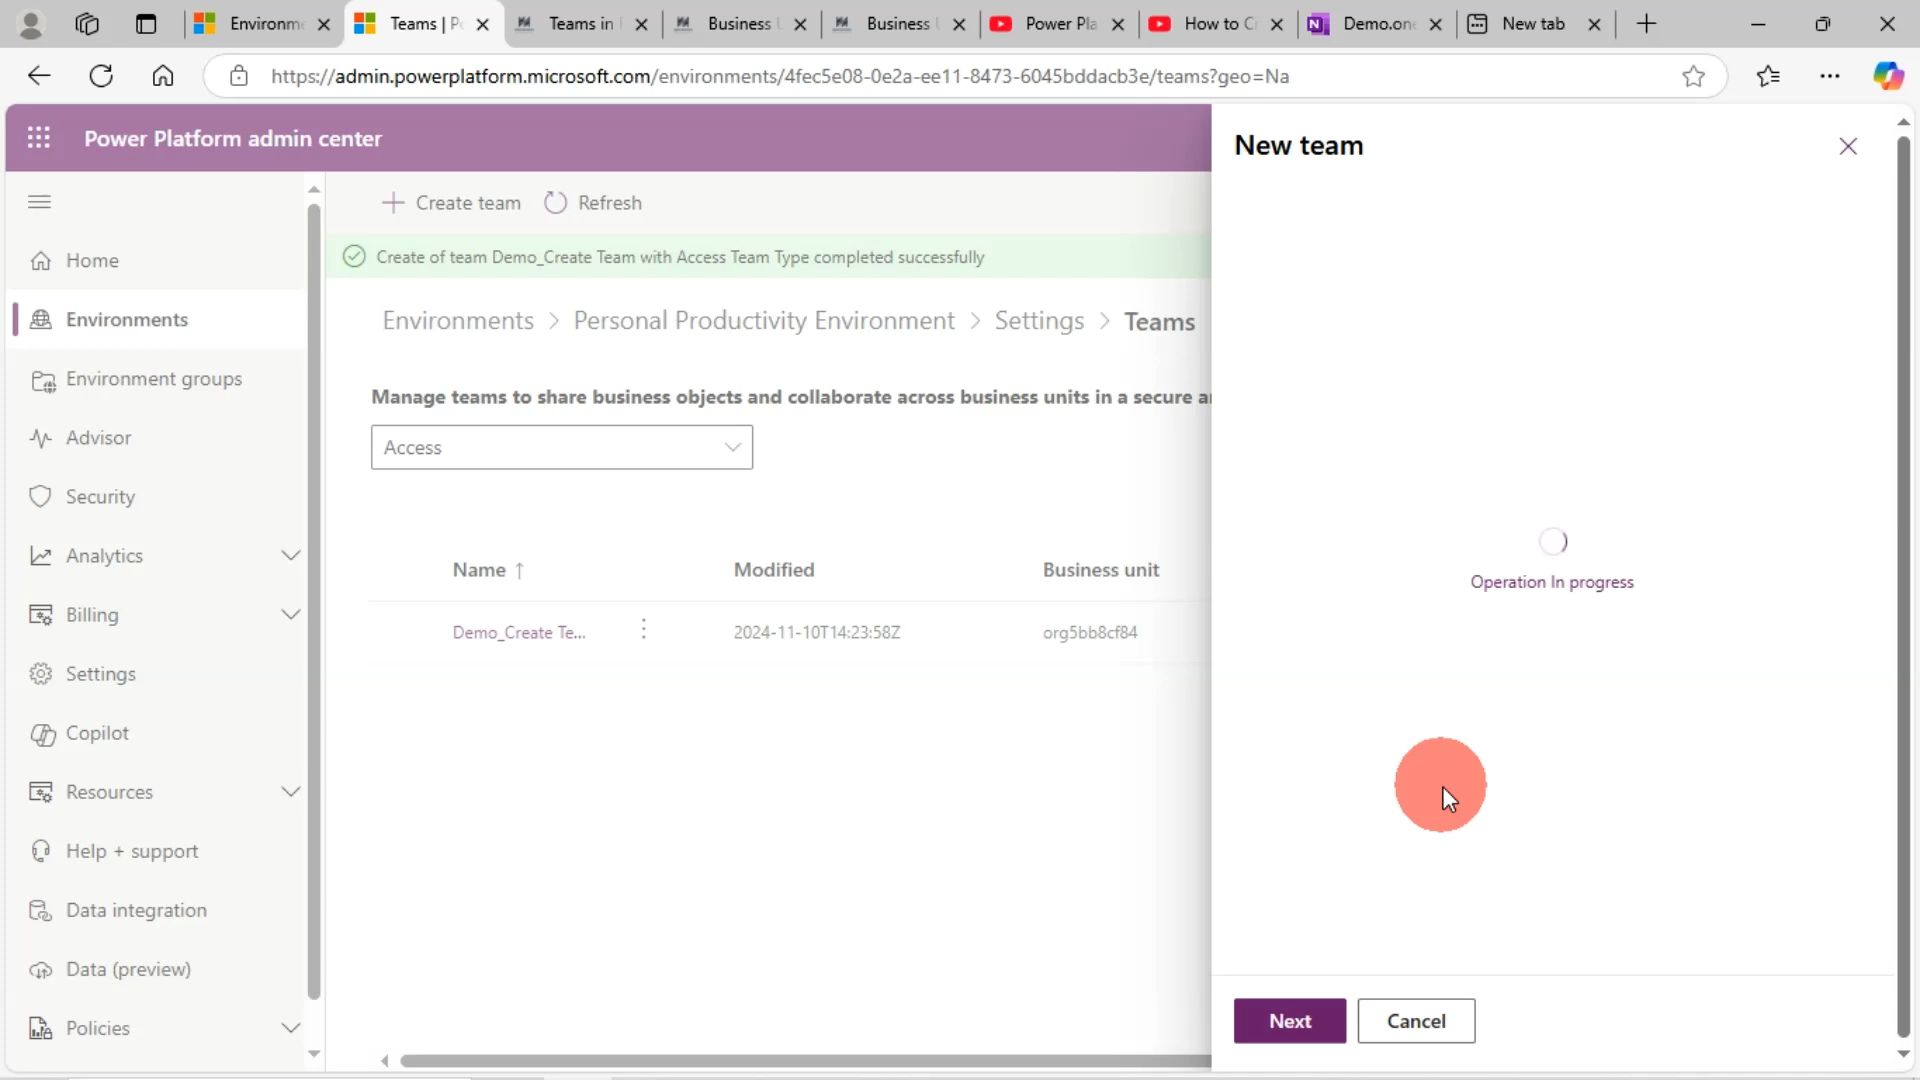 Environme
Teams | Po
Teams in
Business
Business
Power Pla
How to Cr
Demo.one
New tab
https://admin.powerplatform.microsoft.com/environments/4fec5e08-0e2a-ee11-8473-6045bddacb3e/teams?geo=Na
Power Platform admin center
New team
Create team
Refresh
Home
Create of team Demo_Create Team with Access Team Type completed successfully
Environments
Environments > Personal Productivity Environment > Settings > Teams
Environment groups
Manage teams to share business objects and collaborate across business units in a secure a
Advisor
Access
Security
Analytics
Name ↑
Modified
Business unit
Operation In progress
Billing
Demo_Create Te...
2024-11-10T14:23:58Z
org5bb8cf84
Settings
Copilot
Resources
Help + support
Data integration
Data (preview)
Policies
Next
Cancel